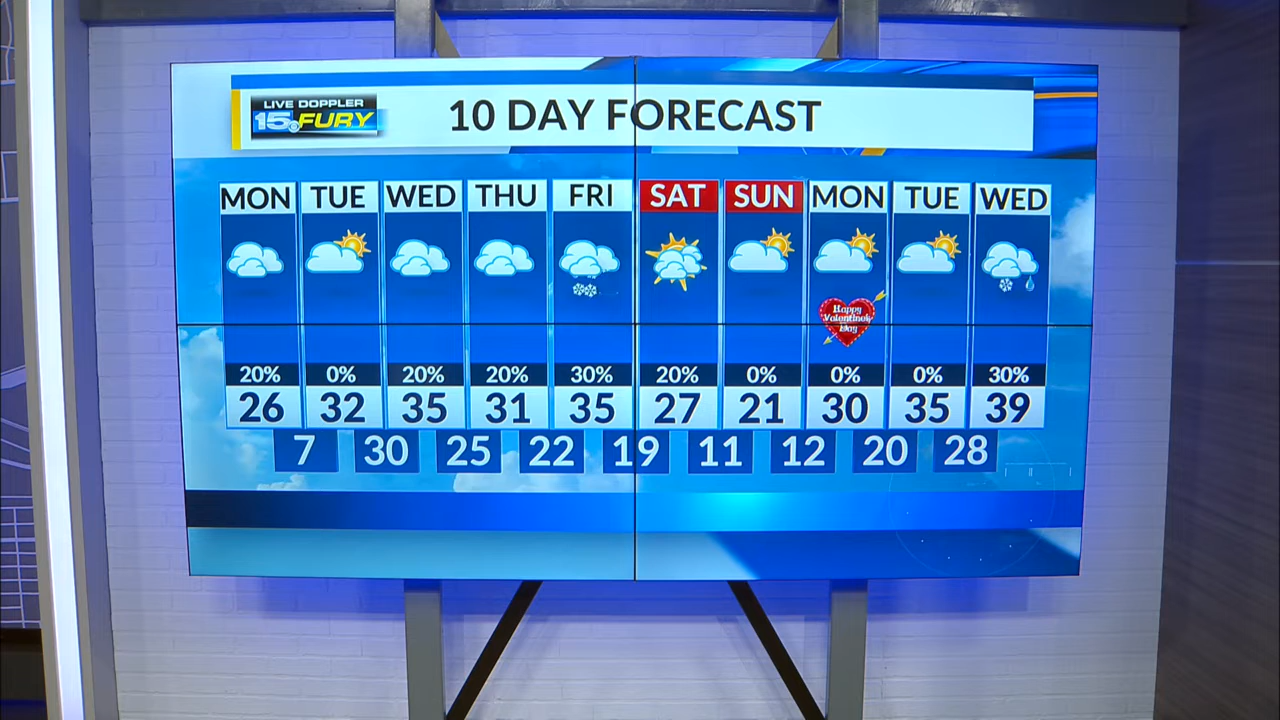 LIVE DOPPLER
15 FURY
10 DAY FORECAST
MON TUE WED THU FRI SAT SUN MON TUE WED
Happy
Valentine's
Day
20% 0% 20% 20% 30% 20% 0% 0% 0% 30%
26 32 35 31 35 27 21 30 35 39
7 30 25 22 19 11 12 20 28